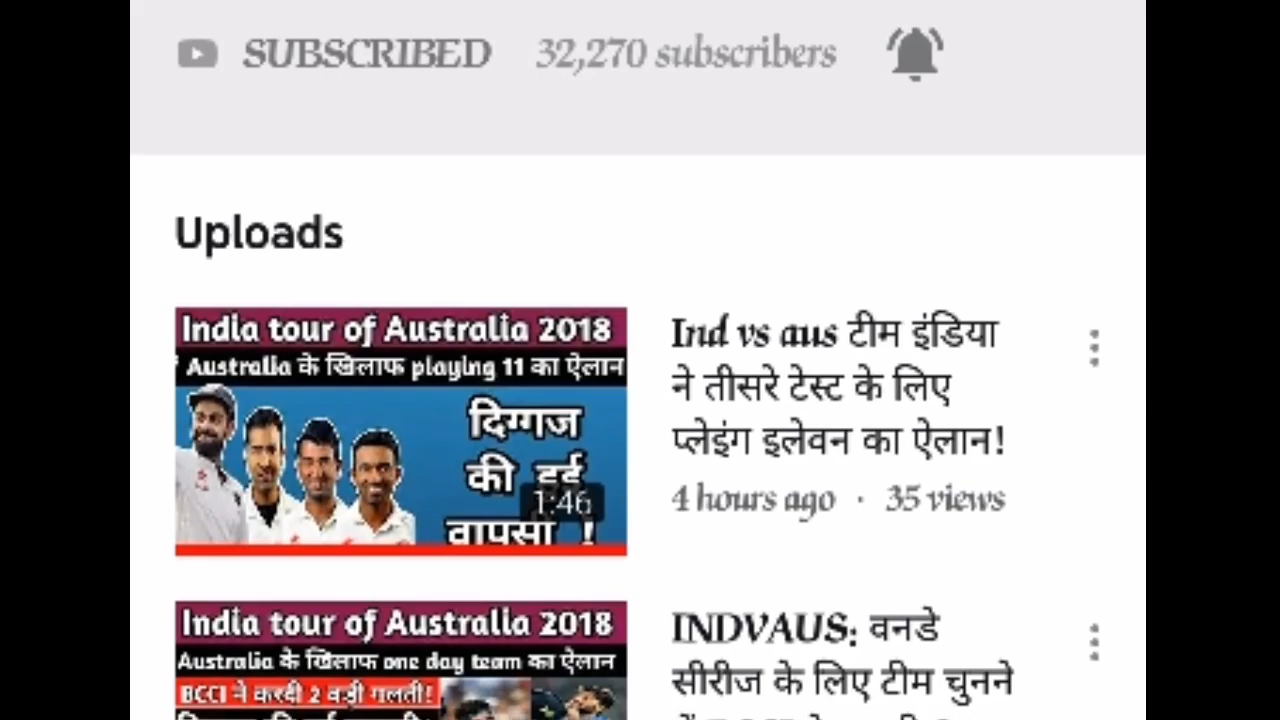 SUBSCRIBED 32,270 subscribers
Uploads
India tour of Australia 2018
Australia के खिलाफ playing 11 का ऐलान
दिग्गज
की हुई
वापसी !
1:46
Ind vs aus टीम इंडिया
ने तीसरे टेस्ट के लिए
प्लेइंग इलेवन का ऐलान!
4 hours ago · 35 views
India tour of Australia 2018
Australia के खिलाफ one day team का ऐलान
BCCI ने करदी 2 बड़ी गलती!
INDVAUS: वनडे
सीरीज के लिए टीम चुनने